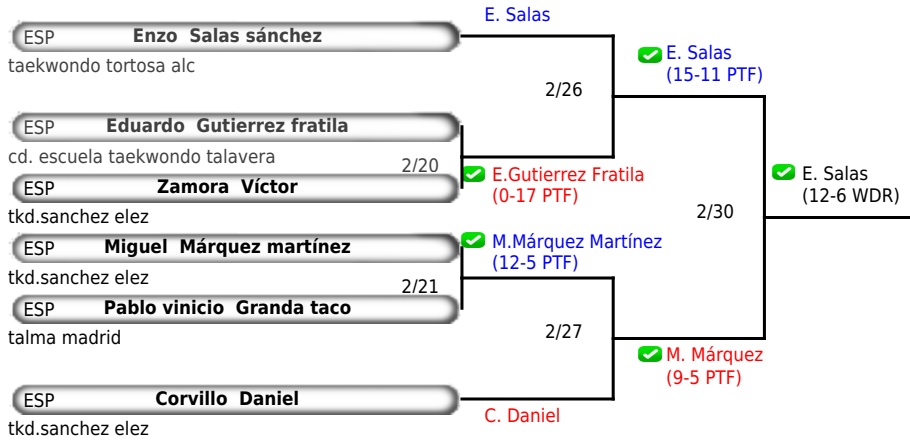 E. Salas
ESP Enzo Salas sánchez
taekwondo tortosa alc
E. Salas
(15-11 PTF)
2/26
ESP Eduardo Gutierrez fratila
cd. escuela taekwondo talavera
2/20
E.Gutierrez Fratila
(0-17 PTF)
ESP Zamora Víctor
tkd.sanchez elez
E. Salas
(12-6 WDR)
2/30
ESP Miguel Márquez martínez
tkd.sanchez elez
M.Márquez Martínez
(12-5 PTF)
2/21
ESP Pablo vinicio Granda taco
talma madrid
2/27
M. Márquez
(9-5 PTF)
ESP Corvillo Daniel
tkd.sanchez elez
C. Daniel